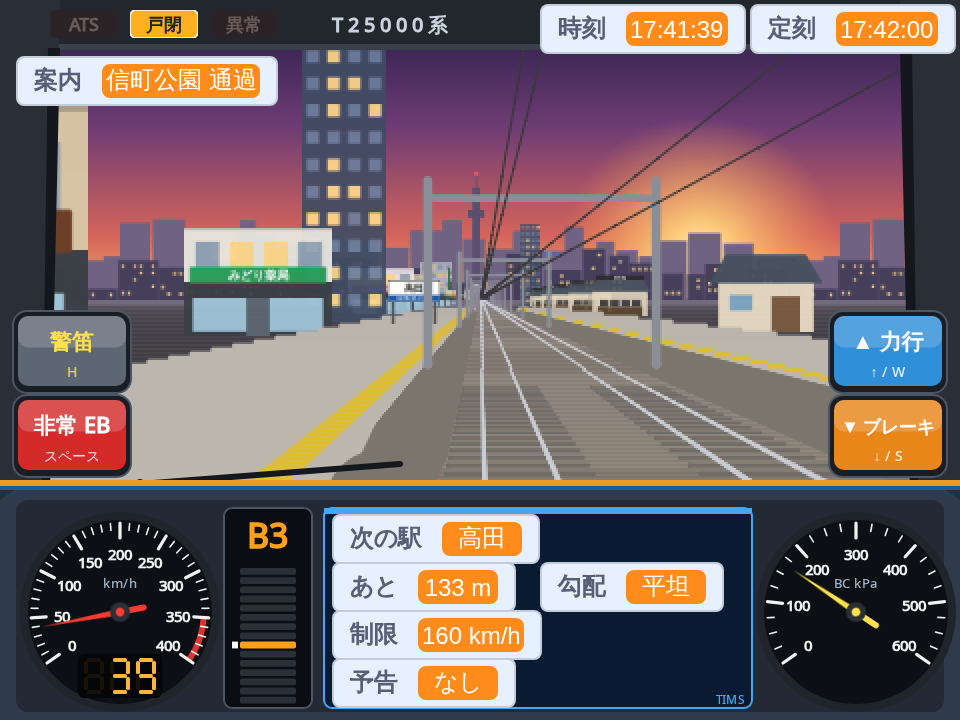 ATS 戸閉 異常 T25000系
時刻 17:41:39 定刻 17:42:00
案内 信町公園 通過
みどり薬局
高田
警笛
H
▲ 力行
↑ / W
非常 EB
スペース
▼ ブレーキ
↓ / S
km/h
0 50 100 150 200 250 300 350 400
39
B3
次の駅 高田
あと 133 m 勾配 平坦
制限 160 km/h
予告 なし
TIMS
BC kPa
0 100 200 300 400 500 600